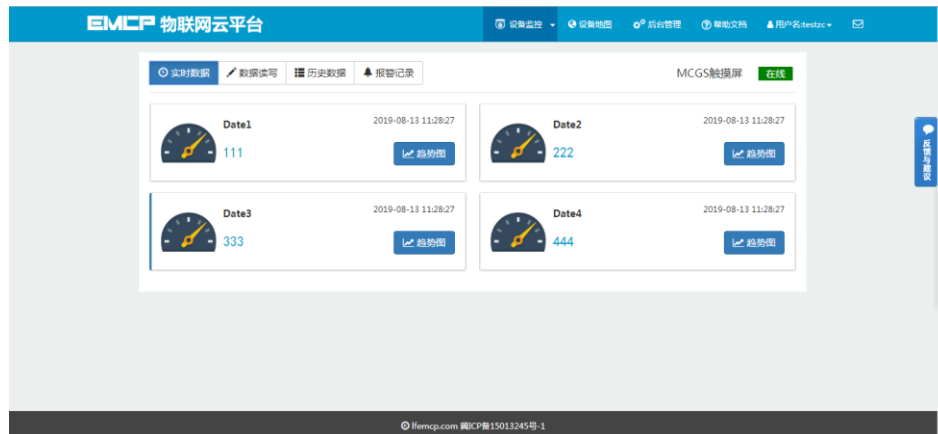 EMCP 物联网云平台
设备监控 设备地图 后台管理 帮助文档 用户名:testzc
实时数据 数据读写 历史数据 报警记录 MCGS触摸屏 在线
Date1 2019-08-13 11:28:27
111 趋势图
Date2 2019-08-13 11:28:27
222 趋势图
Date3 2019-08-13 11:28:27
333 趋势图
Date4 2019-08-13 11:28:27
444 趋势图
反馈与建议
lfemcp.com 冀ICP备15013245号-1